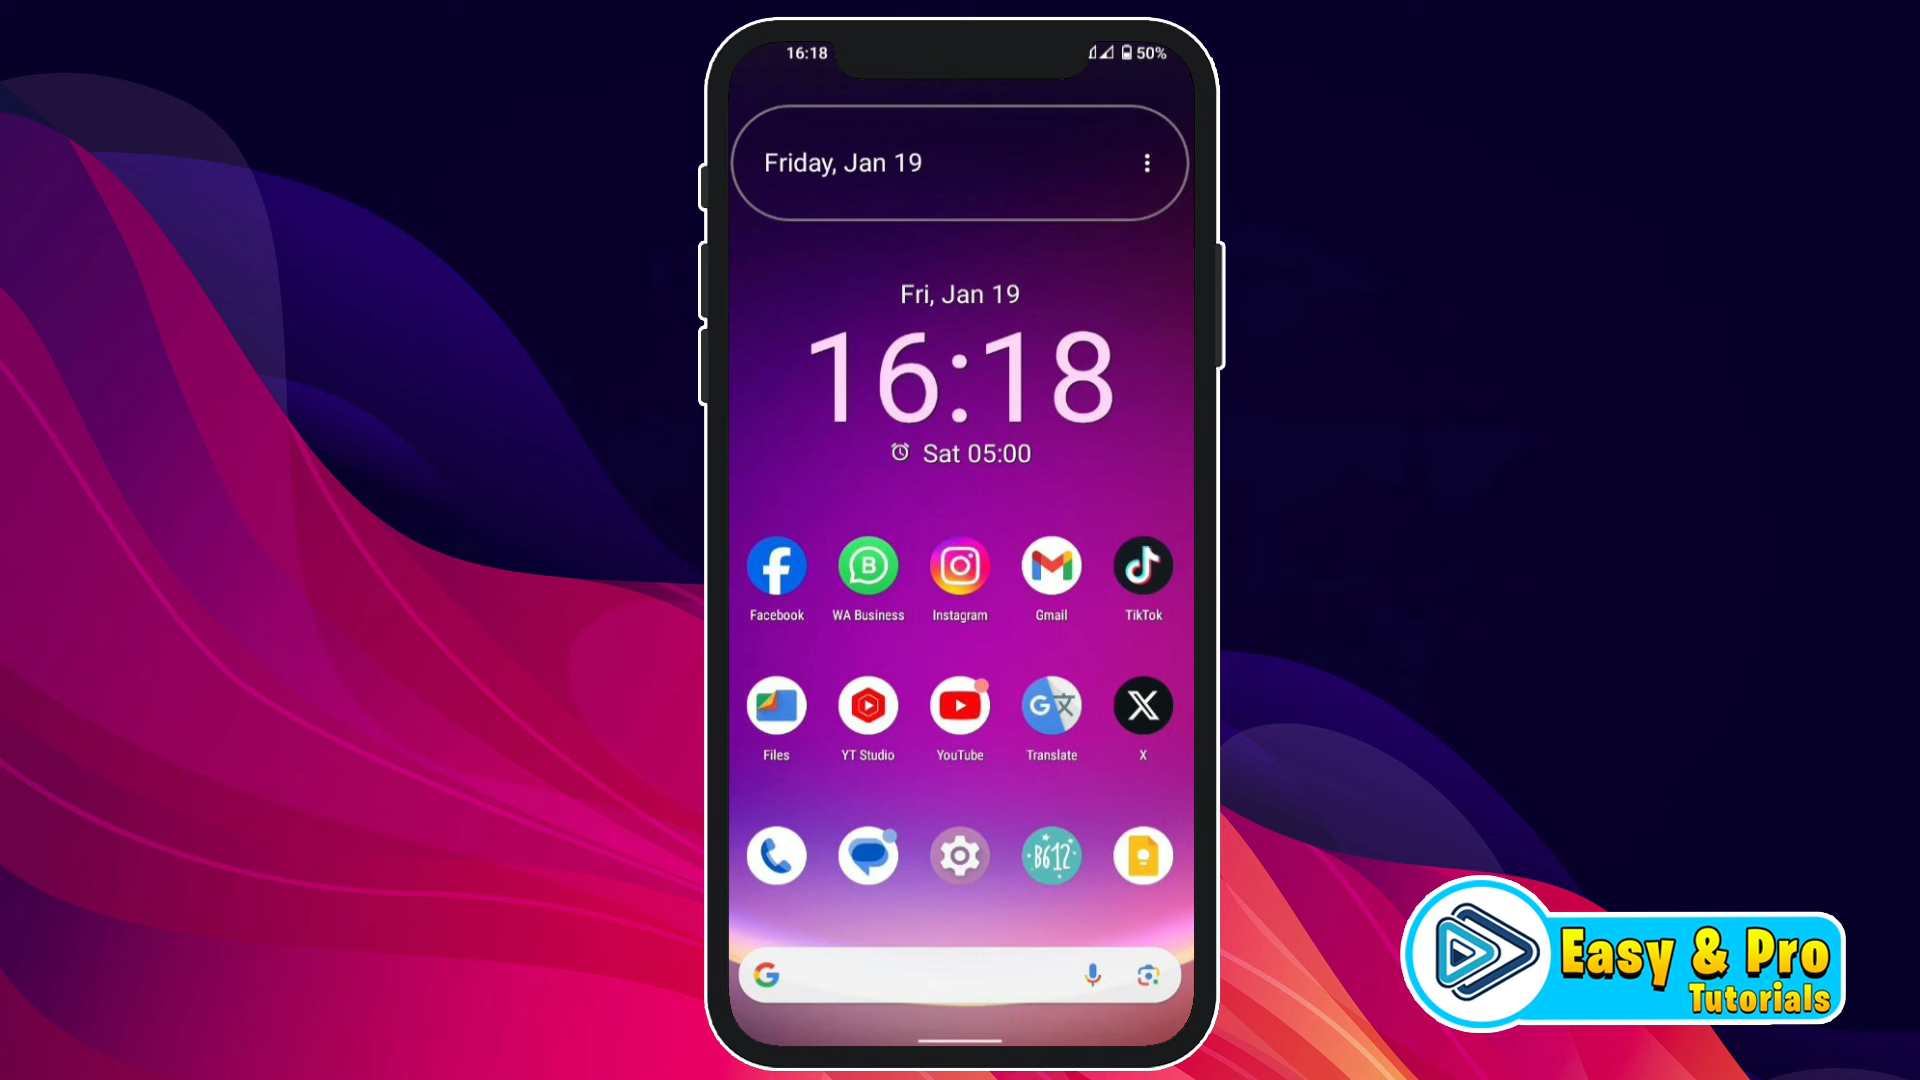 16:18
50%
Friday, Jan 19
Fri, Jan 19
16:18
Sat 05:00
Facebook
WA Business
Instagram
Gmail
TikTok
Files
YT Studio
YouTube
Translate
X
B612
Easy & Pro
Tutorials